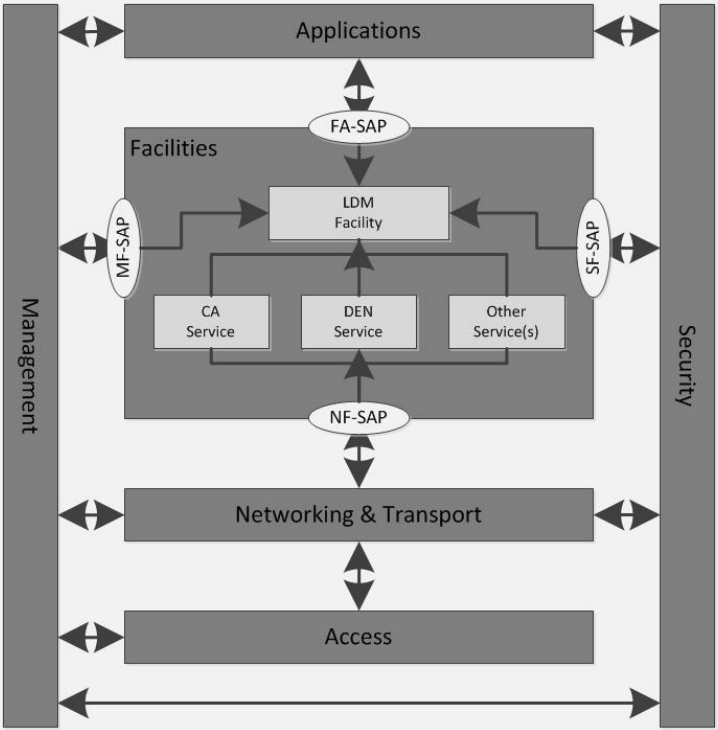 Applications
FA-SAP
Facilities
LDM
Facility
MF-SAP
SF-SAP
CA
Service
DEN
Service
Other
Service(s)
Management
Security
NF-SAP
Networking & Transport
Access